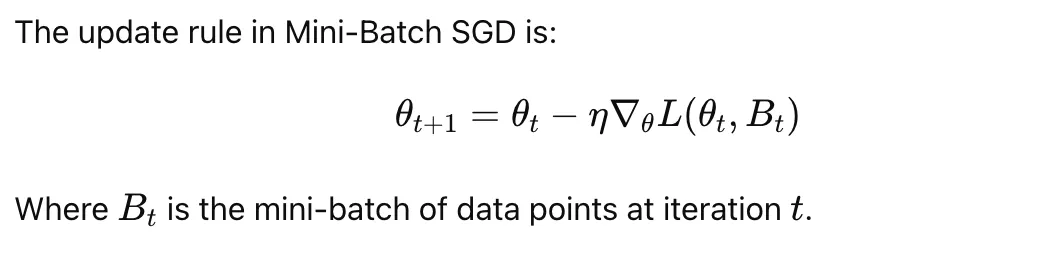 The update rule in Mini-Batch SGD is:
θ_{t+1} = θ_t − η∇_θL(θ_t, B_t)
Where B_t is the mini-batch of data points at iteration t.